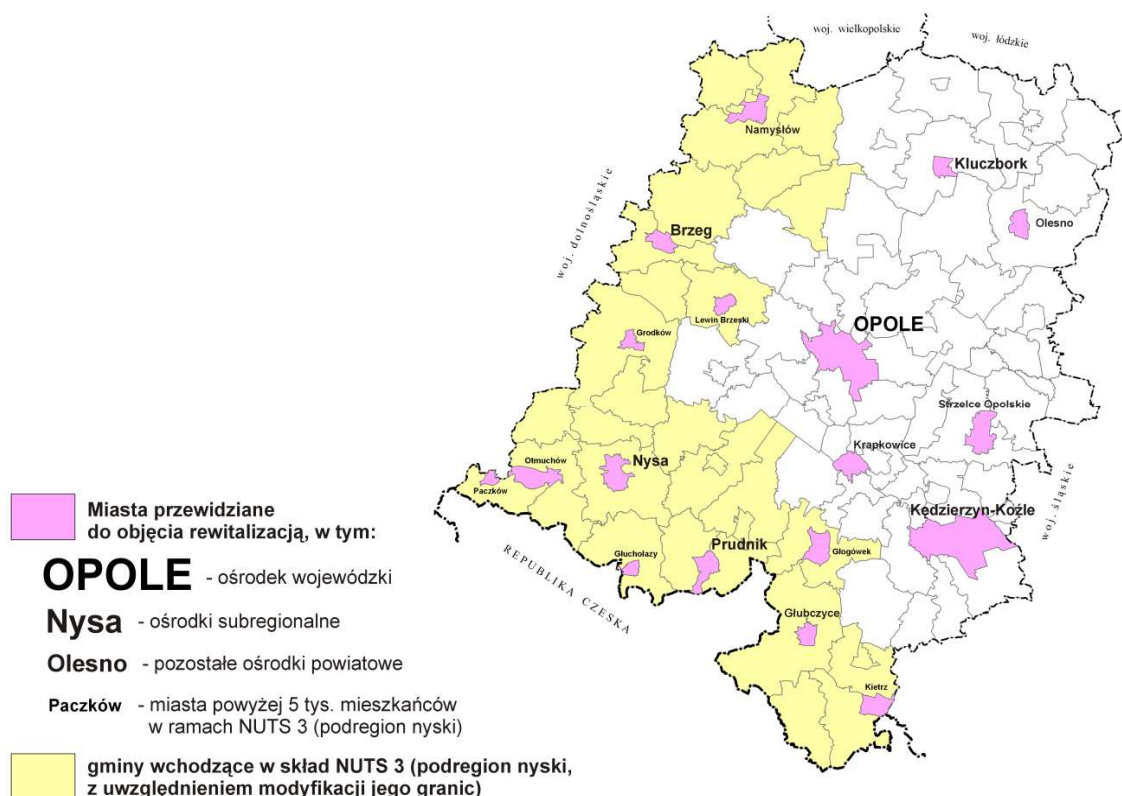 woj. wielkopolskie
woj. łódzkie
Namysłów
Kluczbork
Olesno
woj. dolnośląskie
Brzeg
Lewin Brzeski
OPOLE
Grodków
Strzelce Opolskie
Krapkowice
Otmuchów
Nysa
Paczków
woj. śląskie
Kędzierzyn-Koźle
Głuchołazy
Prudnik
Głogówek
REPUBLIKA CZESKA
Głubczyce
Kietrz
Miasta przewidziane
do objęcia rewitalizacją, w tym:
OPOLE - ośrodek wojewódzki
Nysa - ośrodki subregionalne
Olesno - pozostałe ośrodki powiatowe
Paczków - miasta powyżej 5 tys. mieszkańców
w ramach NUTS 3 (podregion nyski)
gminy wchodzące w skład NUTS 3 (podregion nyski,
z uwzględnieniem modyfikacji jego granic)